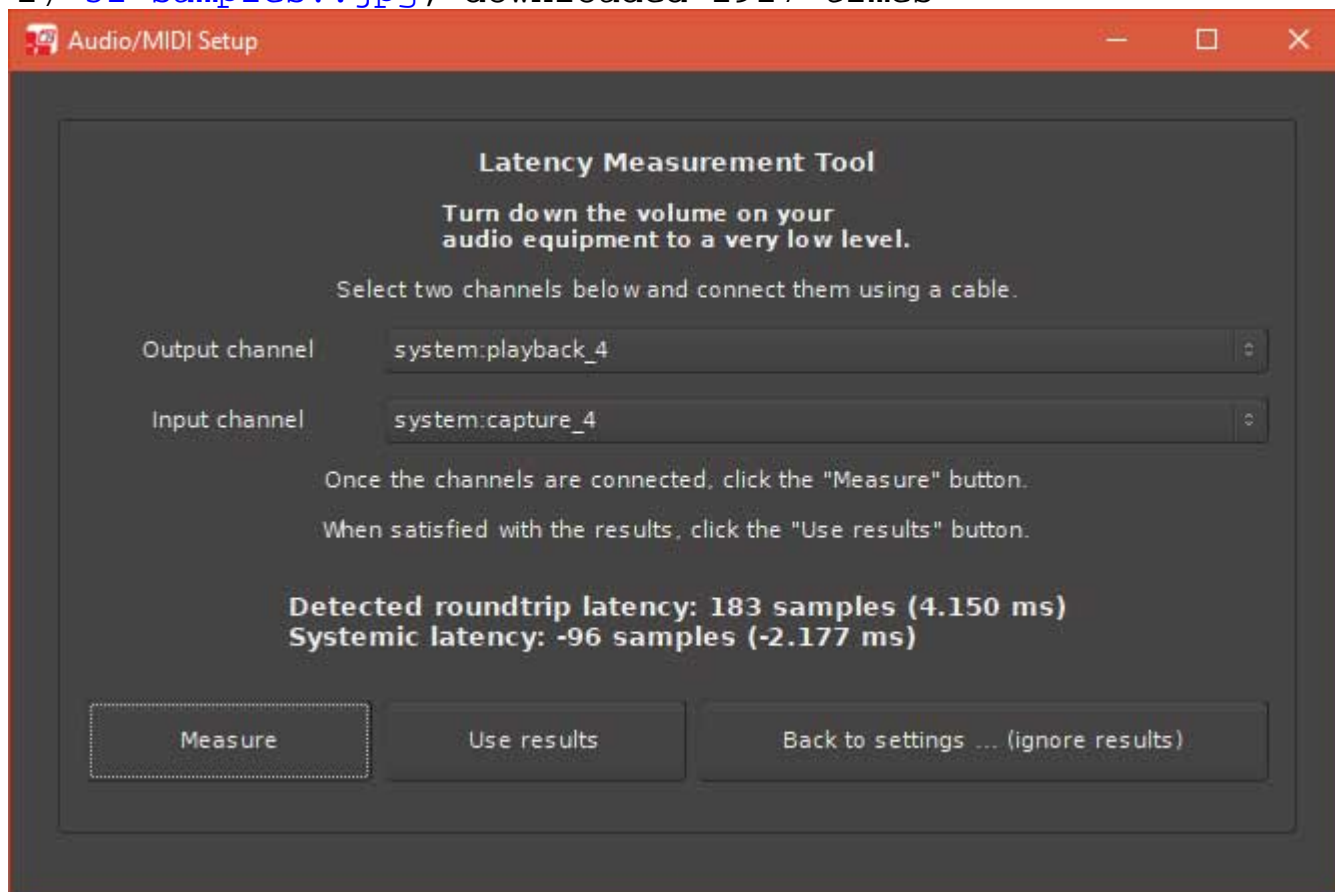 Audio/MIDI Setup
Latency Measurement Tool
Turn down the volume on your
audio equipment to a very low level.
Select two channels below and connect them using a cable.
Output channel system:playback_4
Input channel system:capture_4
Once the channels are connected, click the "Measure" button.
When satisfied with the results, click the "Use results" button.
Detected roundtrip latency: 183 samples (4.150 ms)
Systemic latency: -96 samples (-2.177 ms)
Measure Use results Back to settings ... (ignore results)